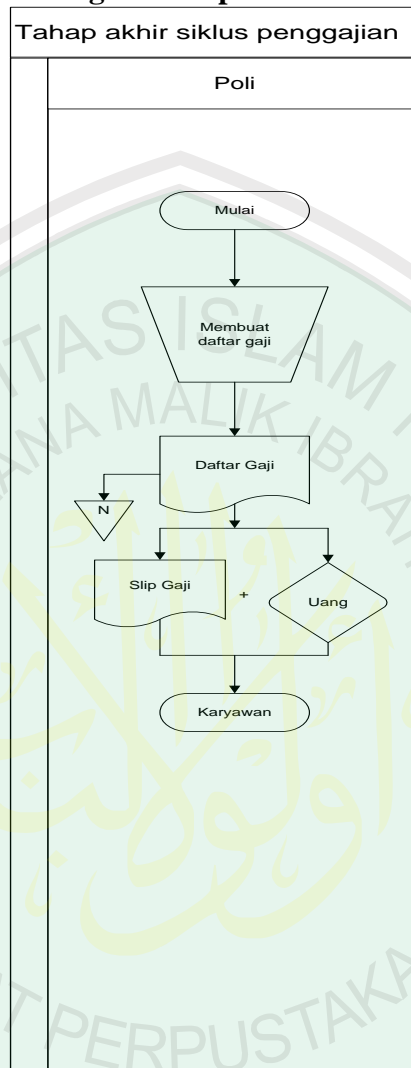 Tahap akhir siklus penggajian
Poli
Mulai
Membuat
daftar gaji
Daftar Gaji
N
Slip Gaji
+
Uang
Karyawan